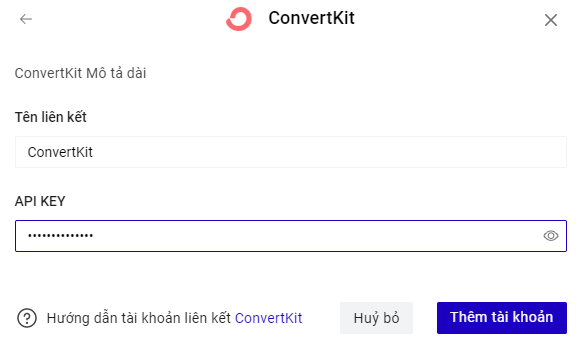 ConvertKit
ConvertKit Mô tả dài
Tên liên kết
ConvertKit
API KEY
••••••••••••••
Hướng dẫn tài khoản liên kết ConvertKit
Huỷ bỏ
Thêm tài khoản